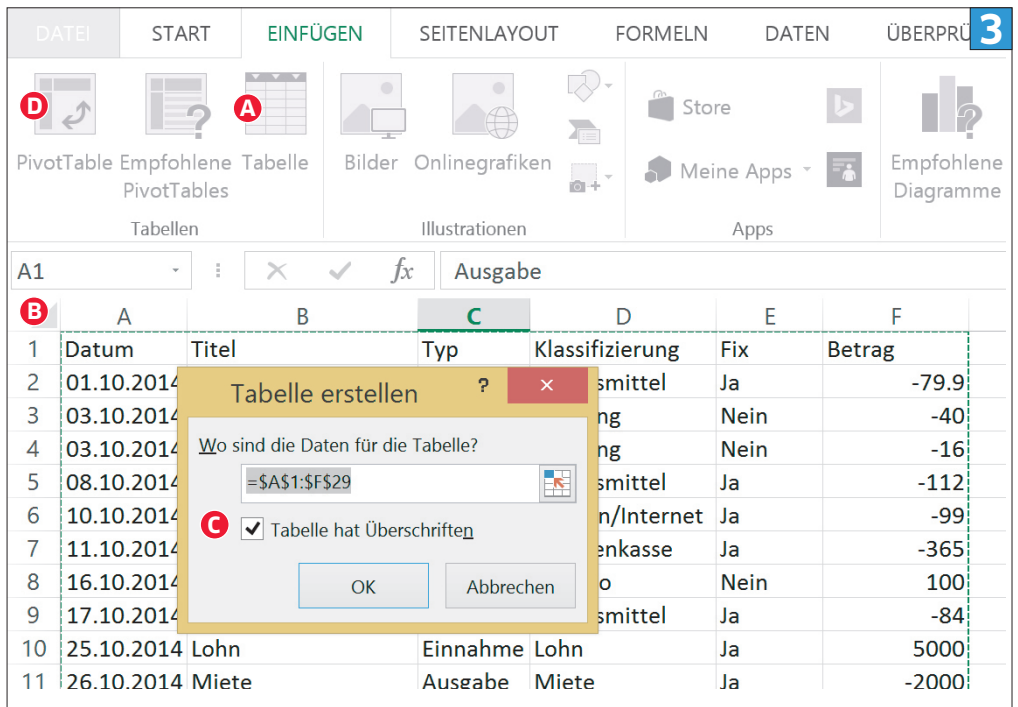 DATEI START EINFÜGEN SEITENLAYOUT FORMELN DATEN ÜBERPRÜ 3
D A
Store
PivotTable Empfohlene PivotTables Tabelle Bilder Onlinegrafiken Meine Apps Empfohlene Diagramme
Tabellen Illustrationen Apps
A1 fx Ausgabe
B A B C D E F
1 Datum Titel Typ Klassifizierung Fix Betrag
2 01.10.2014 smittel Ja -79.9
3 03.10.2014 ng Nein -40
4 03.10.2014 ng Nein -16
5 08.10.2014 smittel Ja -112
6 10.10.2014 n/Internet Ja -99
7 11.10.2014 enkasse Ja -365
8 16.10.2014 o Nein 100
9 17.10.2014 smittel Ja -84
10 25.10.2014 Lohn Einnahme Lohn Ja 5000
11 26.10.2014 Miete Ausgabe Miete Ja -2000
Tabelle erstellen ? ×
Wo sind die Daten für die Tabelle?
=$A$1:$F$29
C Tabelle hat Überschriften
OK Abbrechen